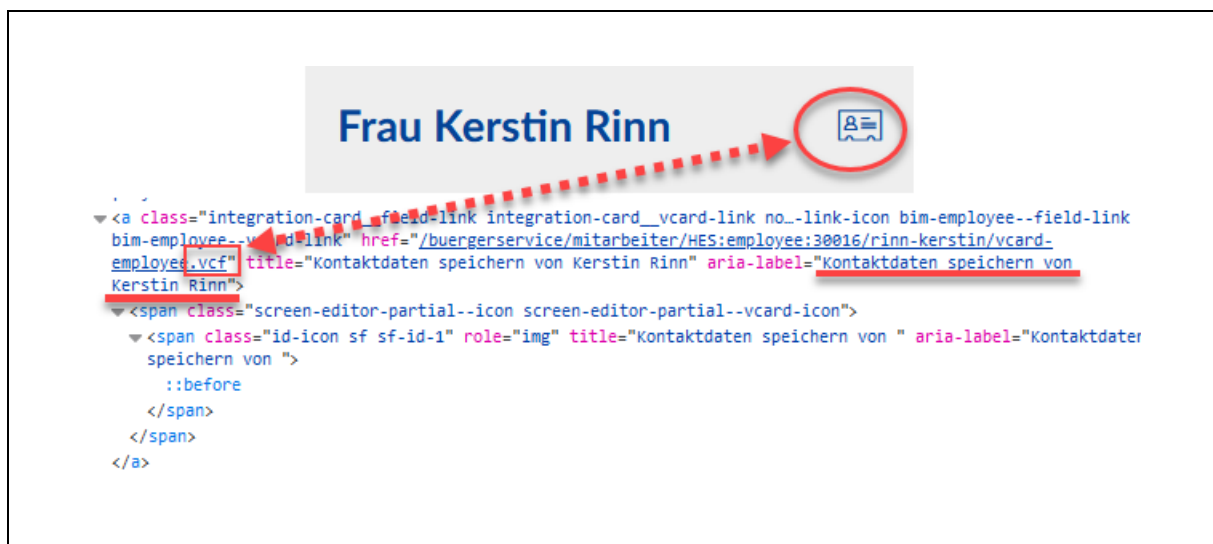 Frau Kerstin Rinn
<a class="integration-card__field-link integration-card__vcard-link no…-link-icon bim-employee--field-link
bim-employee--vcard-link" href="/buergerservice/mitarbeiter/HES:employee:30016/rinn-kerstin/vcard-
employee.vcf" title="Kontaktdaten speichern von Kerstin Rinn" aria-label="Kontaktdaten speichern von
Kerstin Rinn">
<span class="screen-editor-partial--icon screen-editor-partial--vcard-icon">
<span class="id-icon sf sf-id-1" role="img" title="Kontaktdaten speichern von " aria-label="Kontaktdaten
speichern von ">
::before
</span>
</span>
</a>